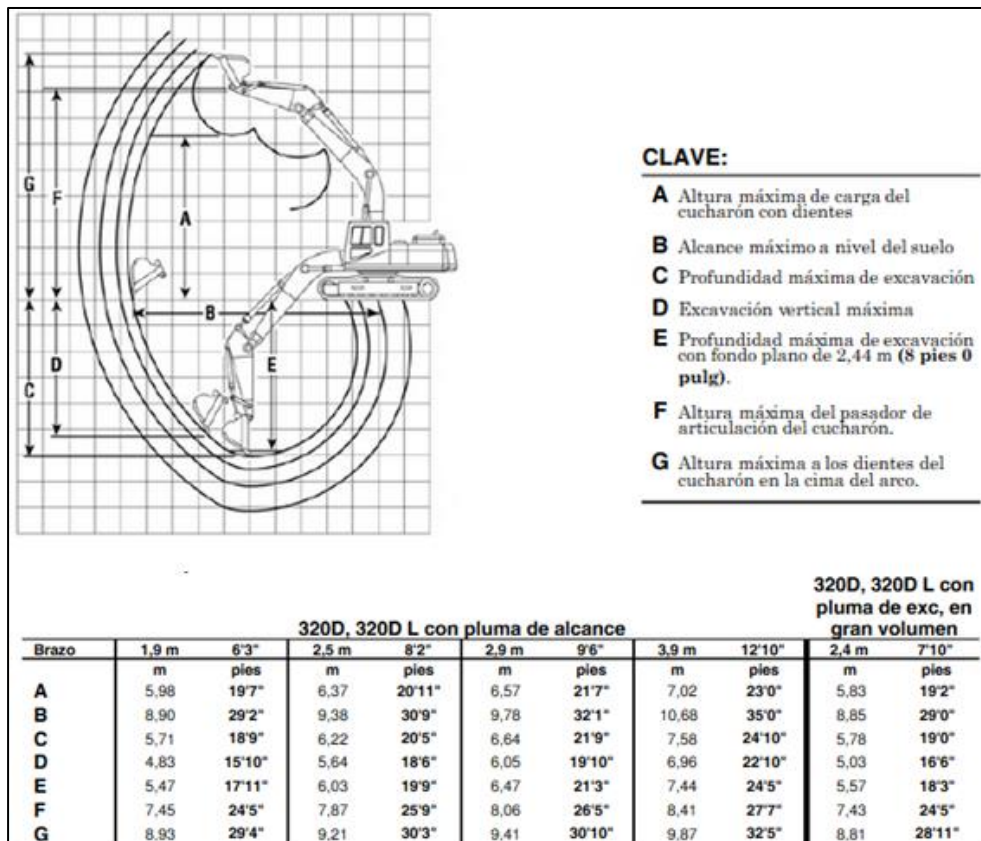 G
F
A
B
D
C
E
CLAVE:
A Altura máxima de carga del
cucharón con dientes
B Alcance máximo a nivel del suelo
C Profundidad máxima de excavación
D Excavación vertical máxima
E Profundidad máxima de excavación
con fondo plano de 2,44 m (8 pies 0
pulg).
F Altura máxima del pasador de
articulación del cucharón.
G Altura máxima a los dientes del
cucharón en la cima del arco.
320D, 320D L con pluma de alcance
320D, 320D L con
pluma de exc, en
gran volumen
Brazo 1,9 m 6'3" 2,5 m 8'2" 2,9 m 9'6" 3,9 m 12'10" 2,4 m 7'10"
m pies m pies m pies m pies m pies
A 5,98 19'7" 6,37 20'11" 6,57 21'7" 7,02 23'0" 5,83 19'2"
B 8,90 29'2" 9,38 30'9" 9,78 32'1" 10,68 35'0" 8,85 29'0"
C 5,71 18'9" 6,22 20'5" 6,64 21'9" 7,58 24'10" 5,78 19'0"
D 4,83 15'10" 5,64 18'6" 6,05 19'10" 6,96 22'10" 5,03 16'6"
E 5,47 17'11" 6,03 19'9" 6,47 21'3" 7,44 24'5" 5,57 18'3"
F 7,45 24'5" 7,87 25'9" 8,06 26'5" 8,41 27'7" 7,43 24'5"
G 8,93 29'4" 9,21 30'3" 9,41 30'10" 9,87 32'5" 8,81 28'11"